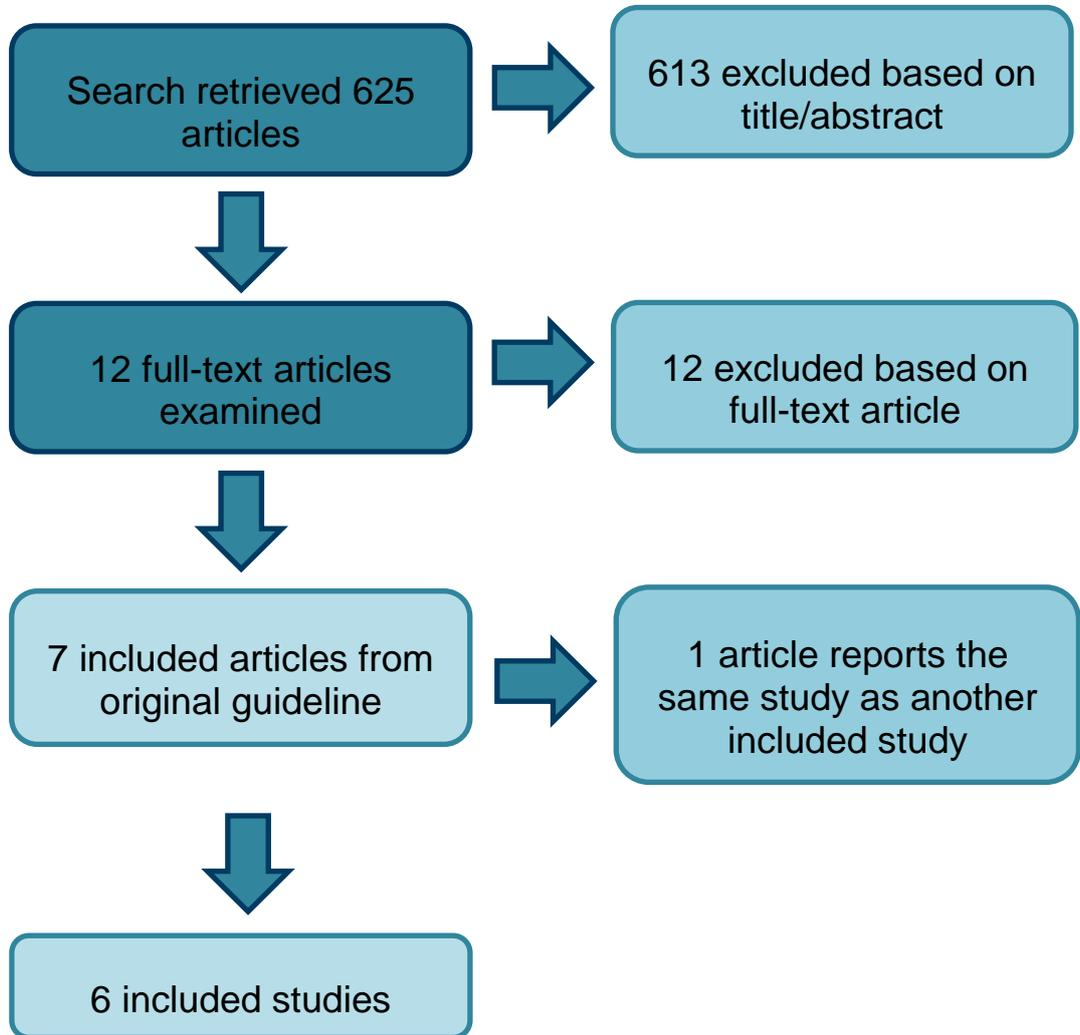 Search retrieved 625
articles
613 excluded based on
title/abstract
12 full-text articles
examined
12 excluded based on
full-text article
7 included articles from
original guideline
1 article reports the
same study as another
included study
6 included studies